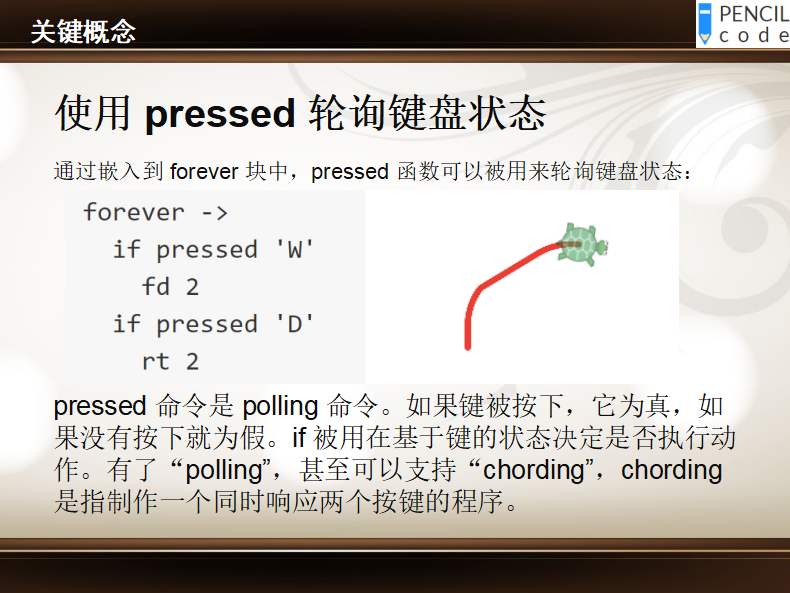 关键概念
PENCIL
code
使用 pressed 轮询键盘状态
通过嵌入到 forever 块中，pressed 函数可以被用来轮询键盘状态：
forever ->
if pressed 'W'
fd 2
if pressed 'D'
rt 2
pressed 命令是 polling 命令。如果键被按下，它为真，如
果没有按下就为假。if 被用在基于键的状态决定是否执行动
作。有了“polling”，甚至可以支持“chording”，chording
是指制作一个同时响应两个按键的程序。